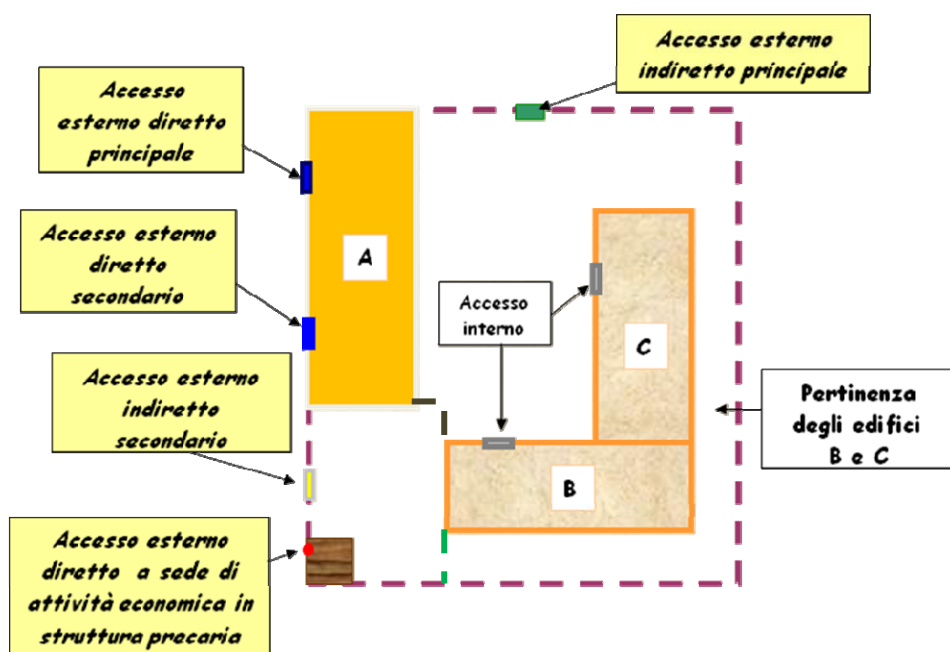 Accesso esterno
indiretto principale
Accesso
esterno diretto
principale
Accesso esterno
diretto
secondario
A
Accesso
interno
C
Accesso esterno
indiretto
secondario
Pertinenza
degli edifici
B e C
B
Accesso esterno
diretto a sede di
attività economica in
struttura precaria